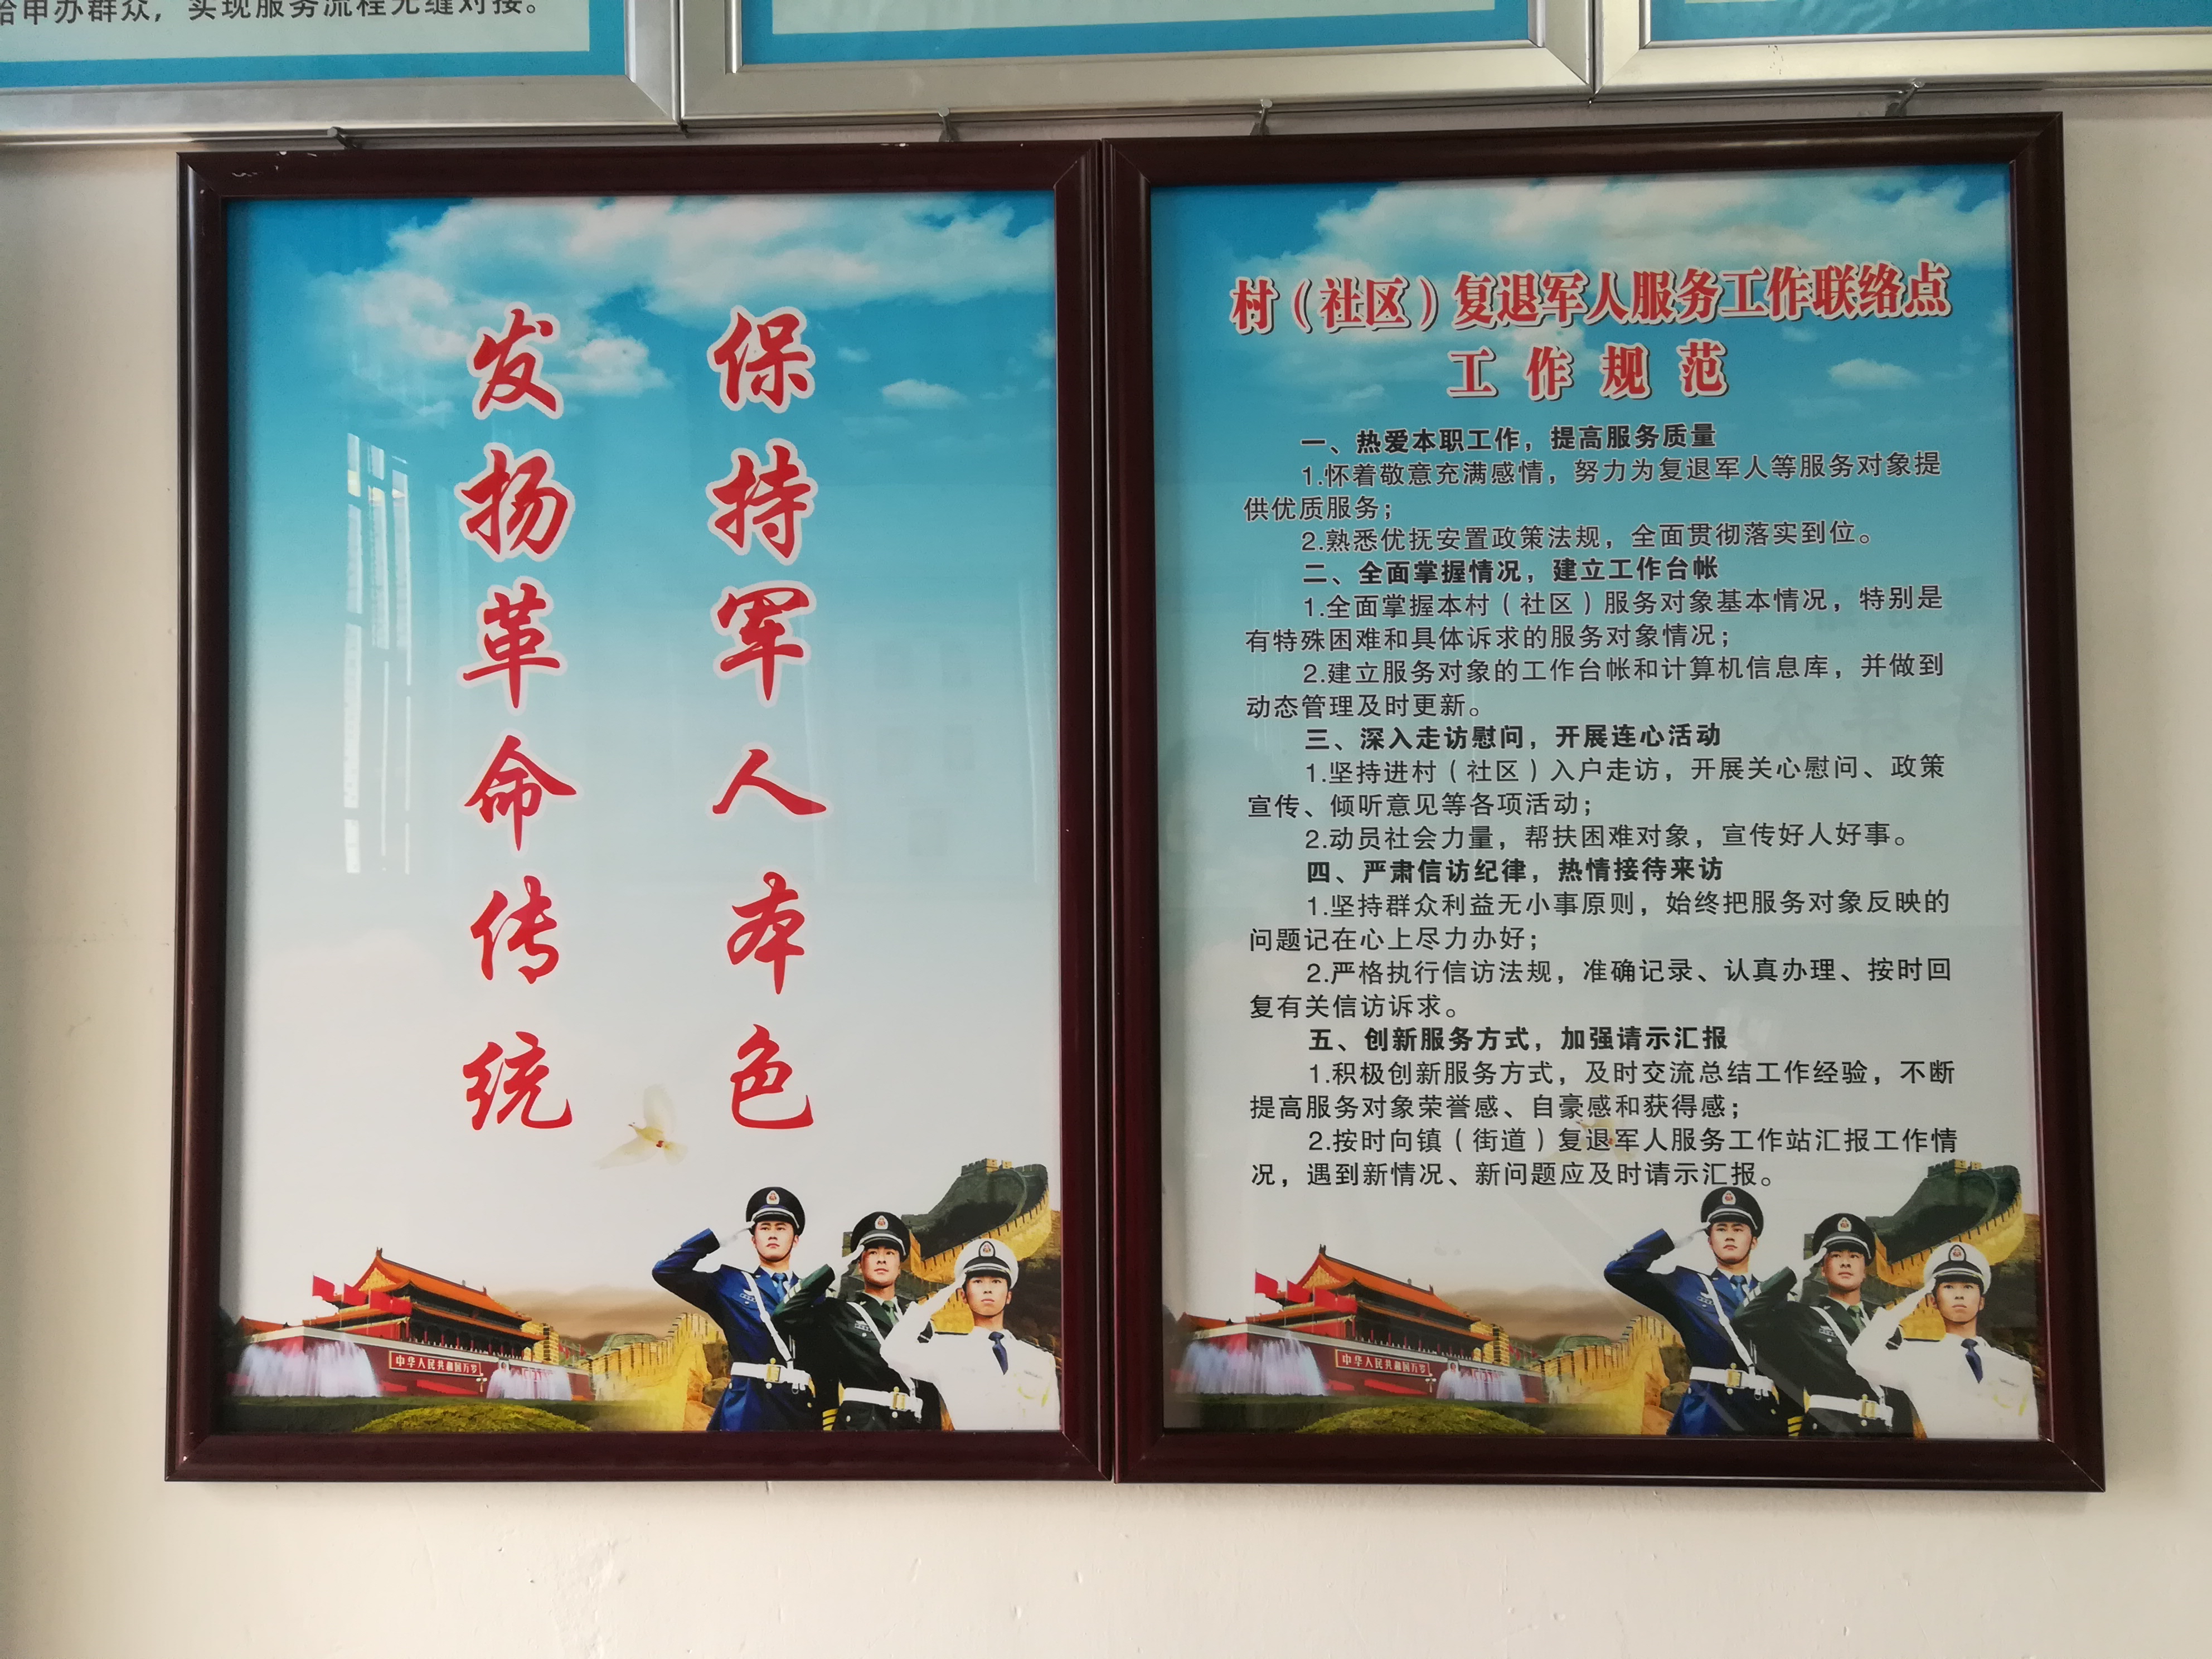 给申办群众，实现服务流程无缝对接。
保持军人本色
发扬革命传统
中华人民共和国万岁
村（社区）复退军人服务工作联络点
工作规范
一、热爱本职工作，提高服务质量
1.怀着敬意充满感情，努力为复退军人等服务对象提
供优质服务；
2.熟悉优抚安置政策法规，全面贯彻落实到位。
二、全面掌握情况，建立工作台帐
1.全面掌握本村（社区）服务对象基本情况，特别是
有特殊困难和具体诉求的服务对象情况；
2.建立服务对象的工作台帐和计算机信息库，并做到
动态管理及时更新。
三、深入走访慰问，开展连心活动
1.坚持进村（社区）入户走访，开展关心慰问、政策
宣传、倾听意见等各项活动；
2.动员社会力量，帮扶困难对象，宣传好人好事。
四、严肃信访纪律，热情接待来访
1.坚持群众利益无小事原则，始终把服务对象反映的
问题记在心上尽力办好；
2.严格执行信访法规，准确记录、认真办理、按时回
复有关信访诉求。
五、创新服务方式，加强请示汇报
1.积极创新服务方式，及时交流总结工作经验，不断
提高服务对象荣誉感、自豪感和获得感；
2.按时向镇（街道）复退军人服务工作站汇报工作情
况，遇到新情况、新问题应及时请示汇报。
中华人民共和国万岁